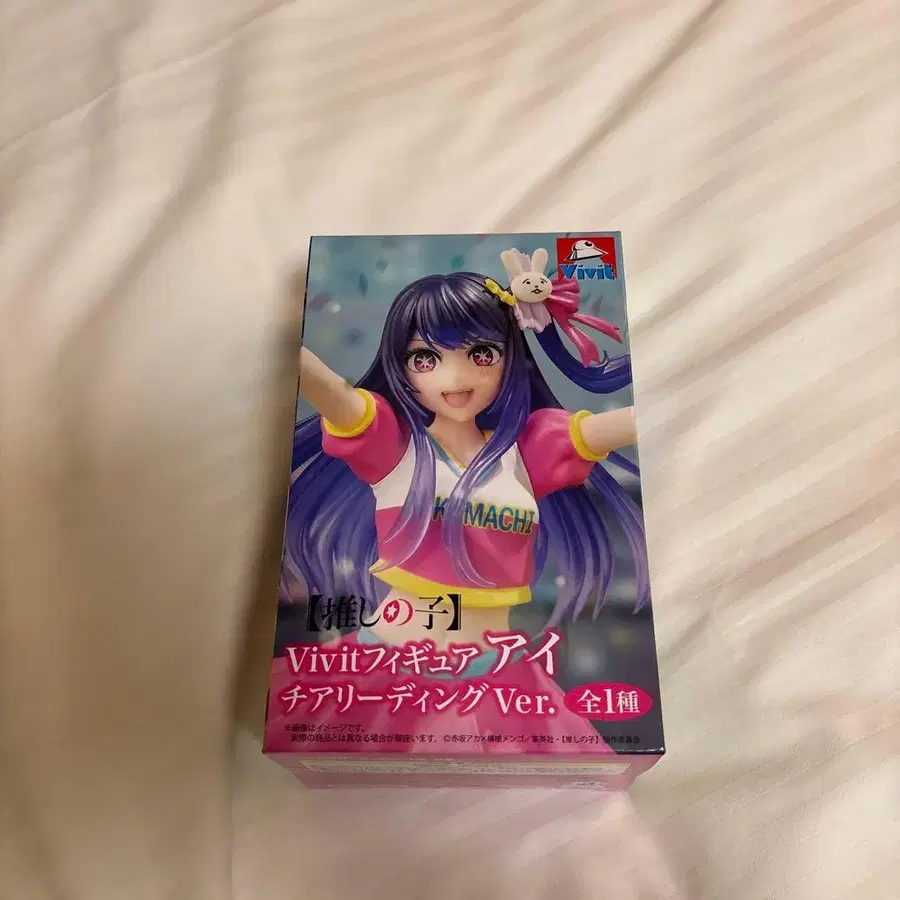 Vivit
K MACHI
【推しの子】
Vivitフィギュア アイ
チアリーディングVer. 全1種
※画像はイメージです。
実際の商品とは異なる場合が御座います。 ©赤坂アカ×横槍メンゴ/集英社・【推しの子】製作委員会